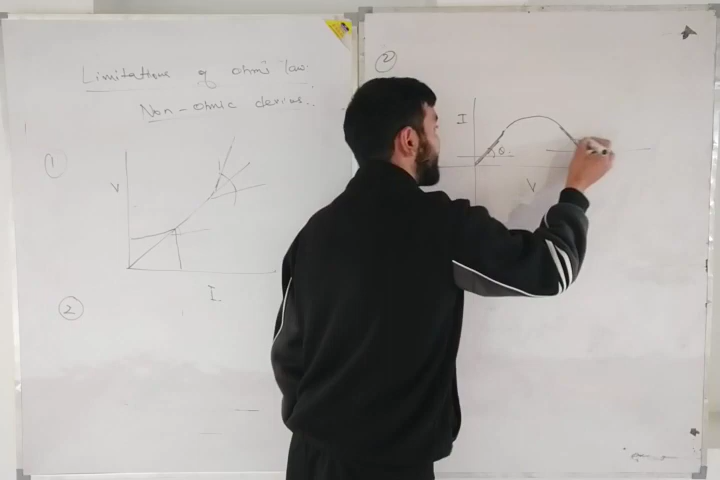 Limitations of ohm's law.
Non-ohmic devices.
1
V
I.
2
2
I
θ
V